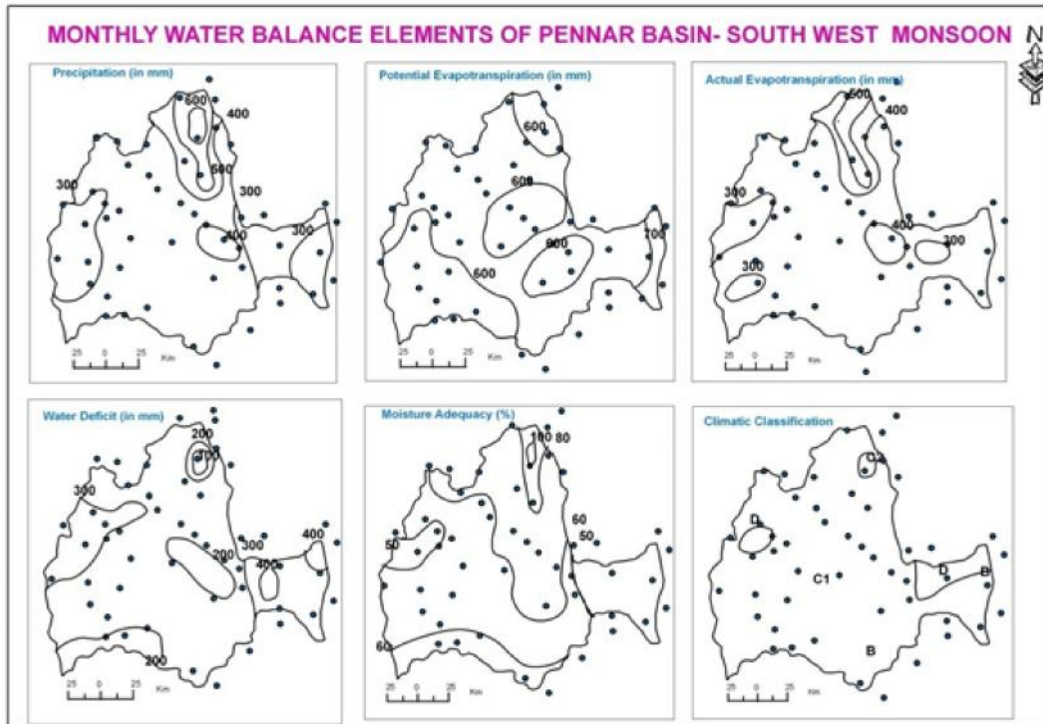 MONTHLY WATER BALANCE ELEMENTS OF PENNAR BASIN- SOUTH WEST MONSOON
N
Precipitation (in mm)
600
400
500
300
300
400
300
25 0 25
Km
Potential Evapotranspiration (in mm)
600
600
600
600
700
25 0 25
Km
Actual Evapotranspiration (in mm)
500
400
300
400
300
300
25 0 25
Km
Water Deficit (in mm)
200
100
300
200
300
400
400
200
25 0 25
Km
Moisture Adequacy (%)
100
80
60
50
50
60
25 0 25
Km
Climatic Classification
C2
D
C1
D
B
B
25 0 25
Km